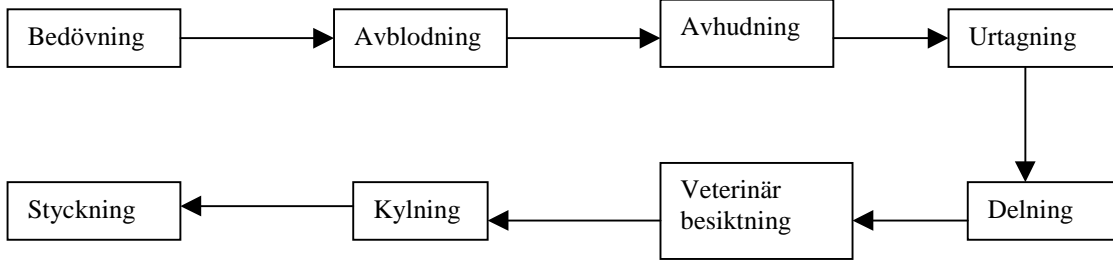 Bedövning
Avblodning
Avhudning
Urtagning
Delning
Veterinär
besiktning
Kylning
Styckning